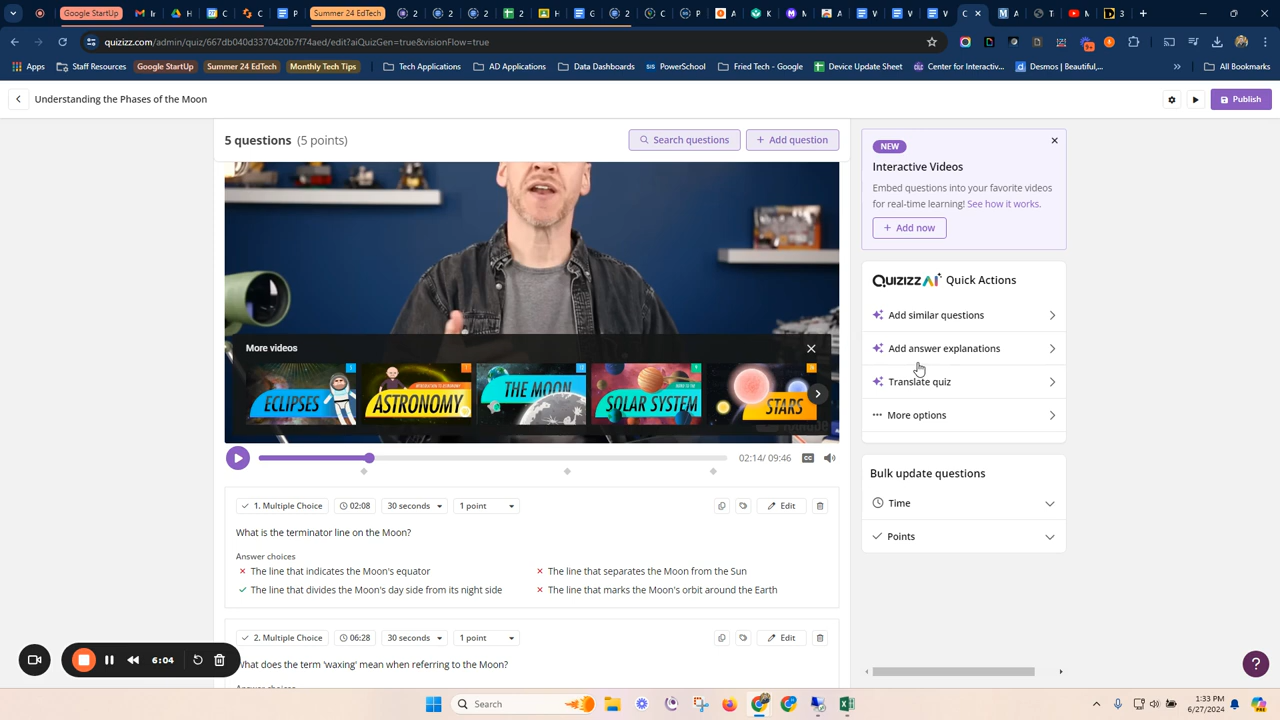 Google StartUp
In
H
C
P
Summer 24 EdTech
2
2
2
2
H
G
2
C
P
A
K
M
A
V
V
V
C
M
T
M
3
quizizz.com/admin/quiz/667db040d3370420b7f74aed/edit?aiQuizGen=true&visionFlow=true
Apps
Staff Resources
Google StartUp
Summer 24 EdTech
Monthly Tech Tips
Tech Applications
AD Applications
Data Dashboards
PowerSchool
Fried Tech - Google
Device Update Sheet
Center for Interactiv...
Desmos | Beautiful,...
All Bookmarks
Understanding the Phases of the Moon
Publish
5 questions (5 points)
Search questions
+ Add question
NEW
Interactive Videos
Embed questions into your favorite videos
for real-time learning! See how it works.
+ Add now
More videos
ECLIPSES
ASTRONOMY
THE MOON
SOLAR SYSTEM
STARS
QUIZIZZ AI Quick Actions
Add similar questions
Add answer explanations
Translate quiz
More options
02:14/ 09:46
CC
Bulk update questions
Time
Points
1. Multiple Choice
02:08
30 seconds
1 point
Edit
What is the terminator line on the Moon?
Answer choices
The line that indicates the Moon's equator
The line that separates the Moon from the Sun
The line that divides the Moon's day side from its night side
The line that marks the Moon's orbit around the Earth
2. Multiple Choice
06:28
30 seconds
1 point
Edit
What does the term 'waxing' mean when referring to the Moon?
6:04
?
Search
1:33 PM
6/27/2024